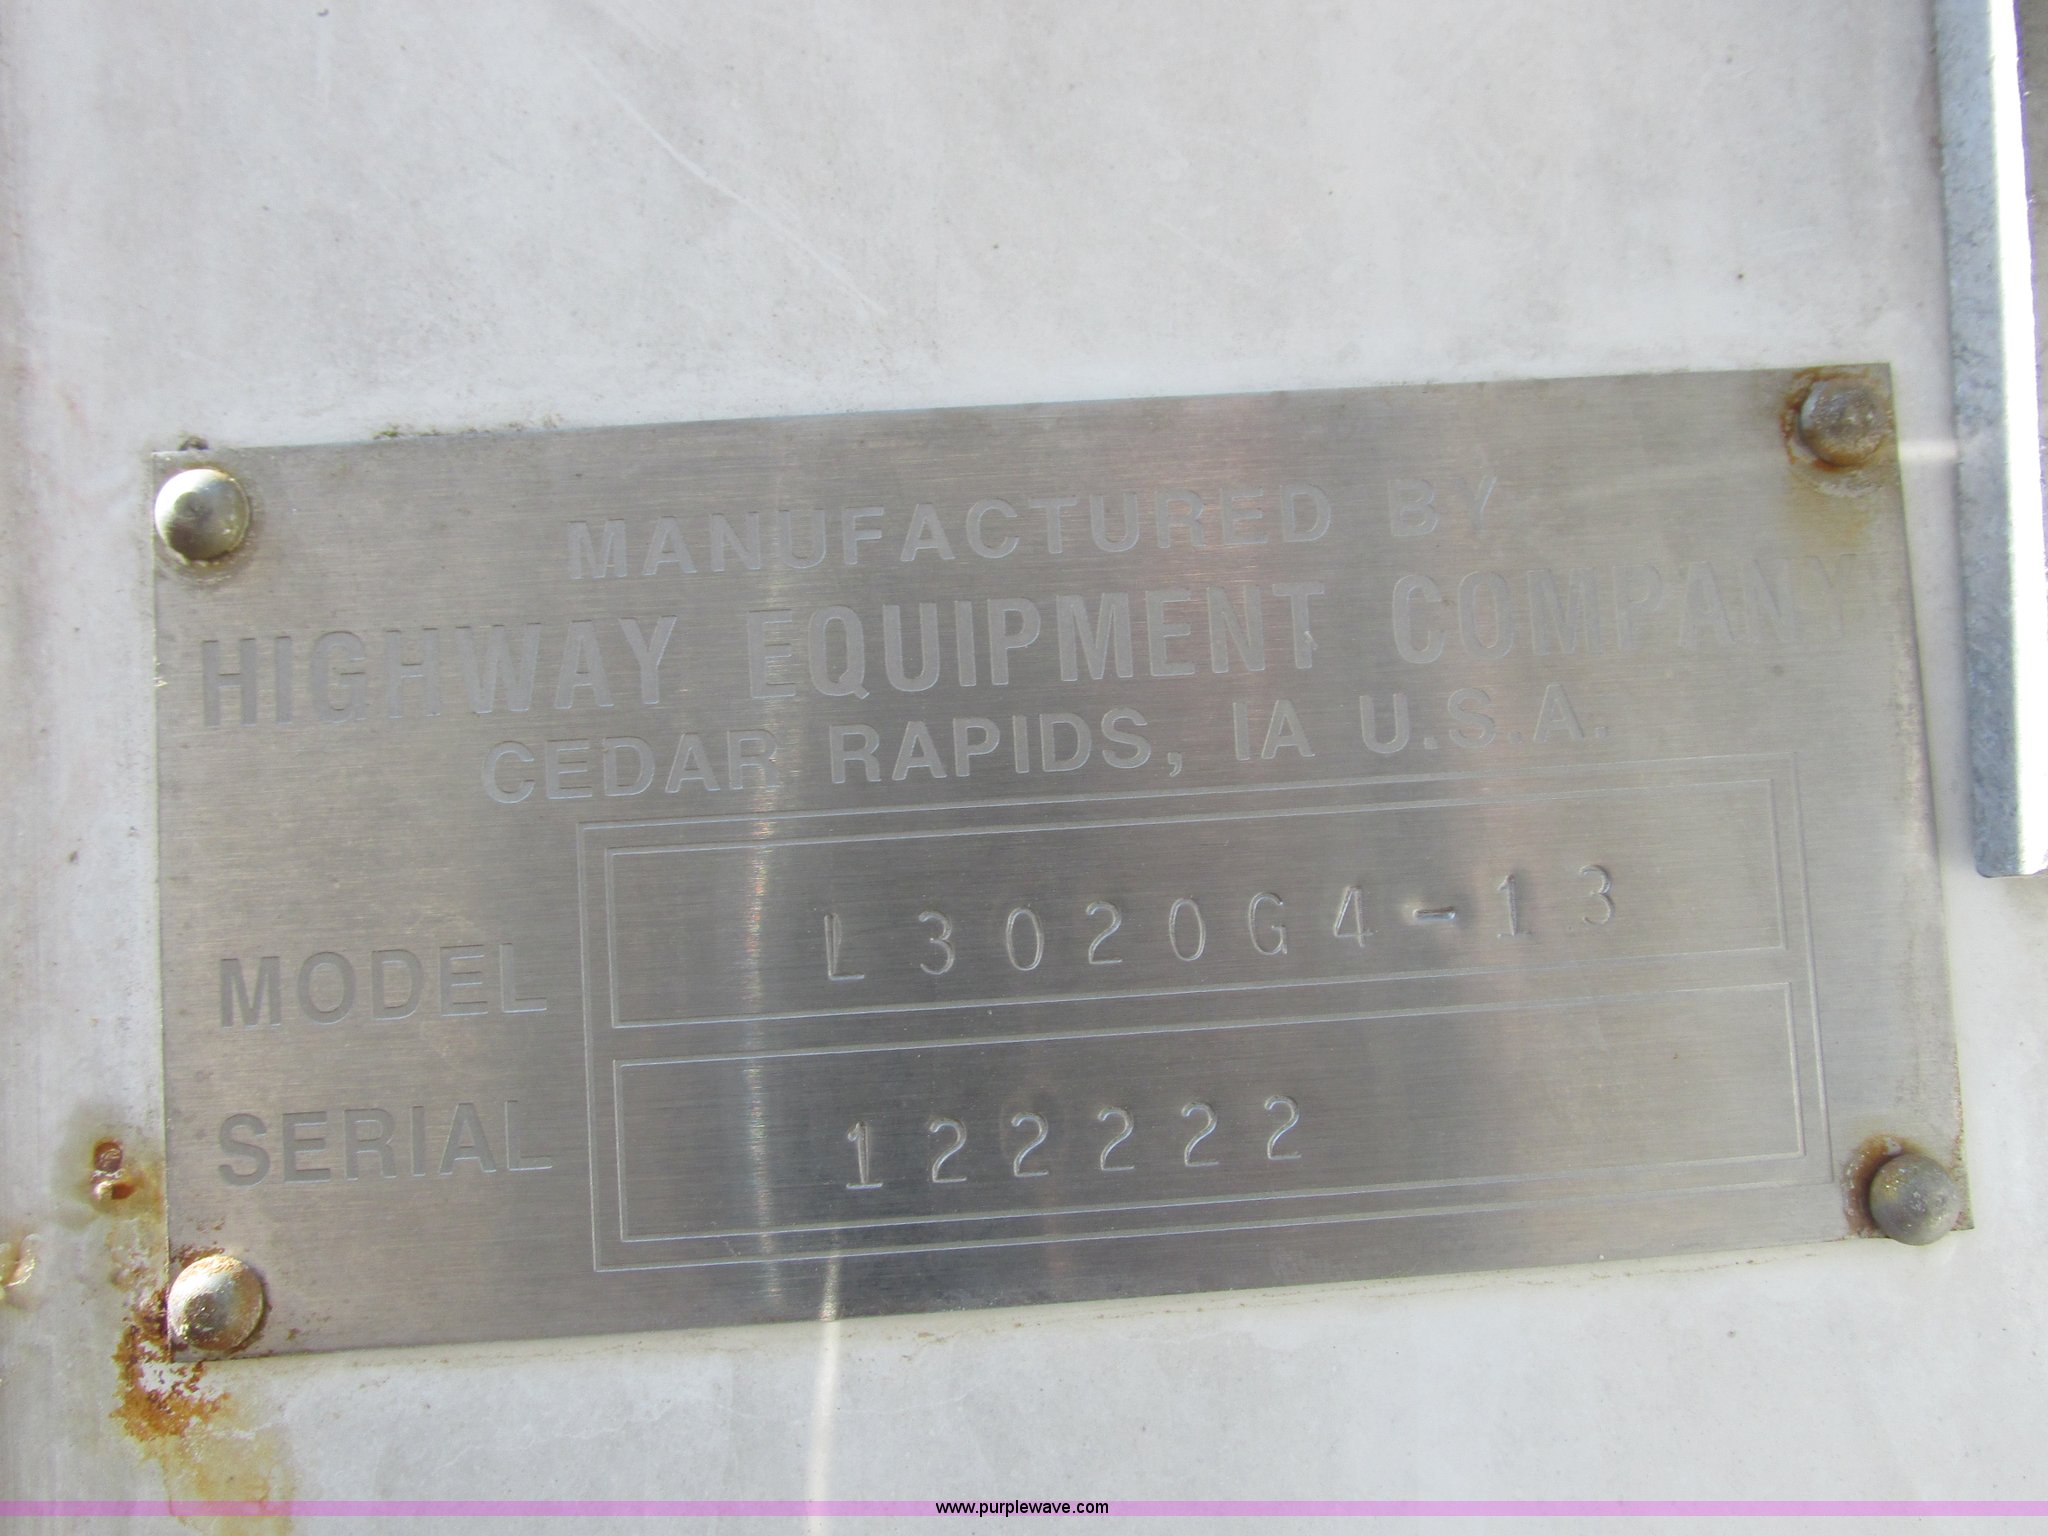 MANUFACTURED BY
HIGHWAY EQUIPMENT COMPANY
CEDAR RAPIDS, IA U.S.A.
MODEL L3020G4-13
SERIAL 122222
www.purplewave.com